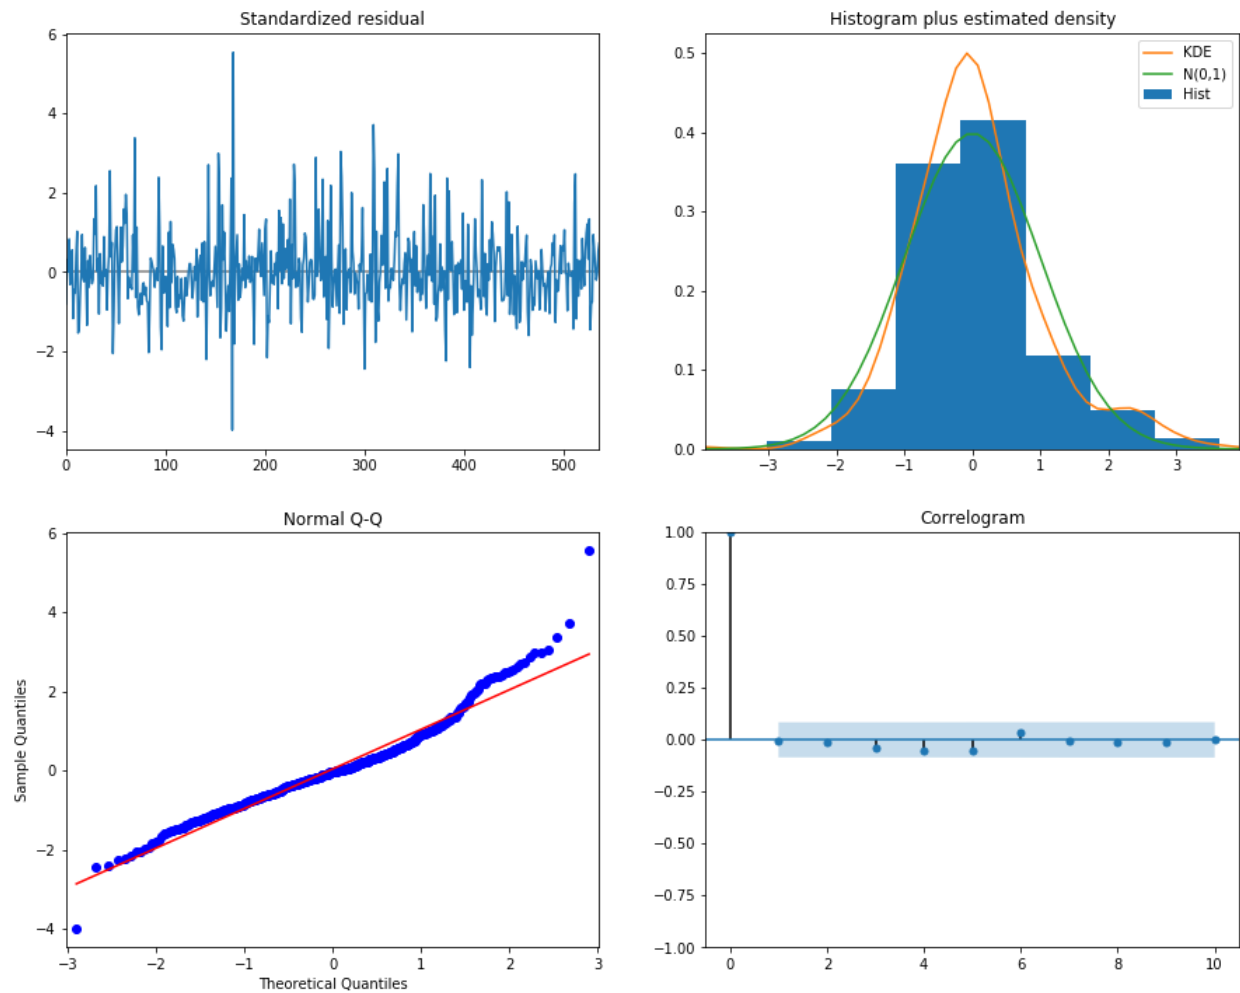 Standardized residual
6
4
2
0
−2
−4
0 100 200 300 400 500
Histogram plus estimated density
0.5
0.4
0.3
0.2
0.1
0.0
−3 −2 −1 0 1 2 3
KDE
N(0,1)
Hist
Normal Q-Q
Sample Quantiles
6
4
2
0
−2
−4
−3 −2 −1 0 1 2 3
Theoretical Quantiles
Correlogram
1.00
0.75
0.50
0.25
0.00
−0.25
−0.50
−0.75
−1.00
0 2 4 6 8 10